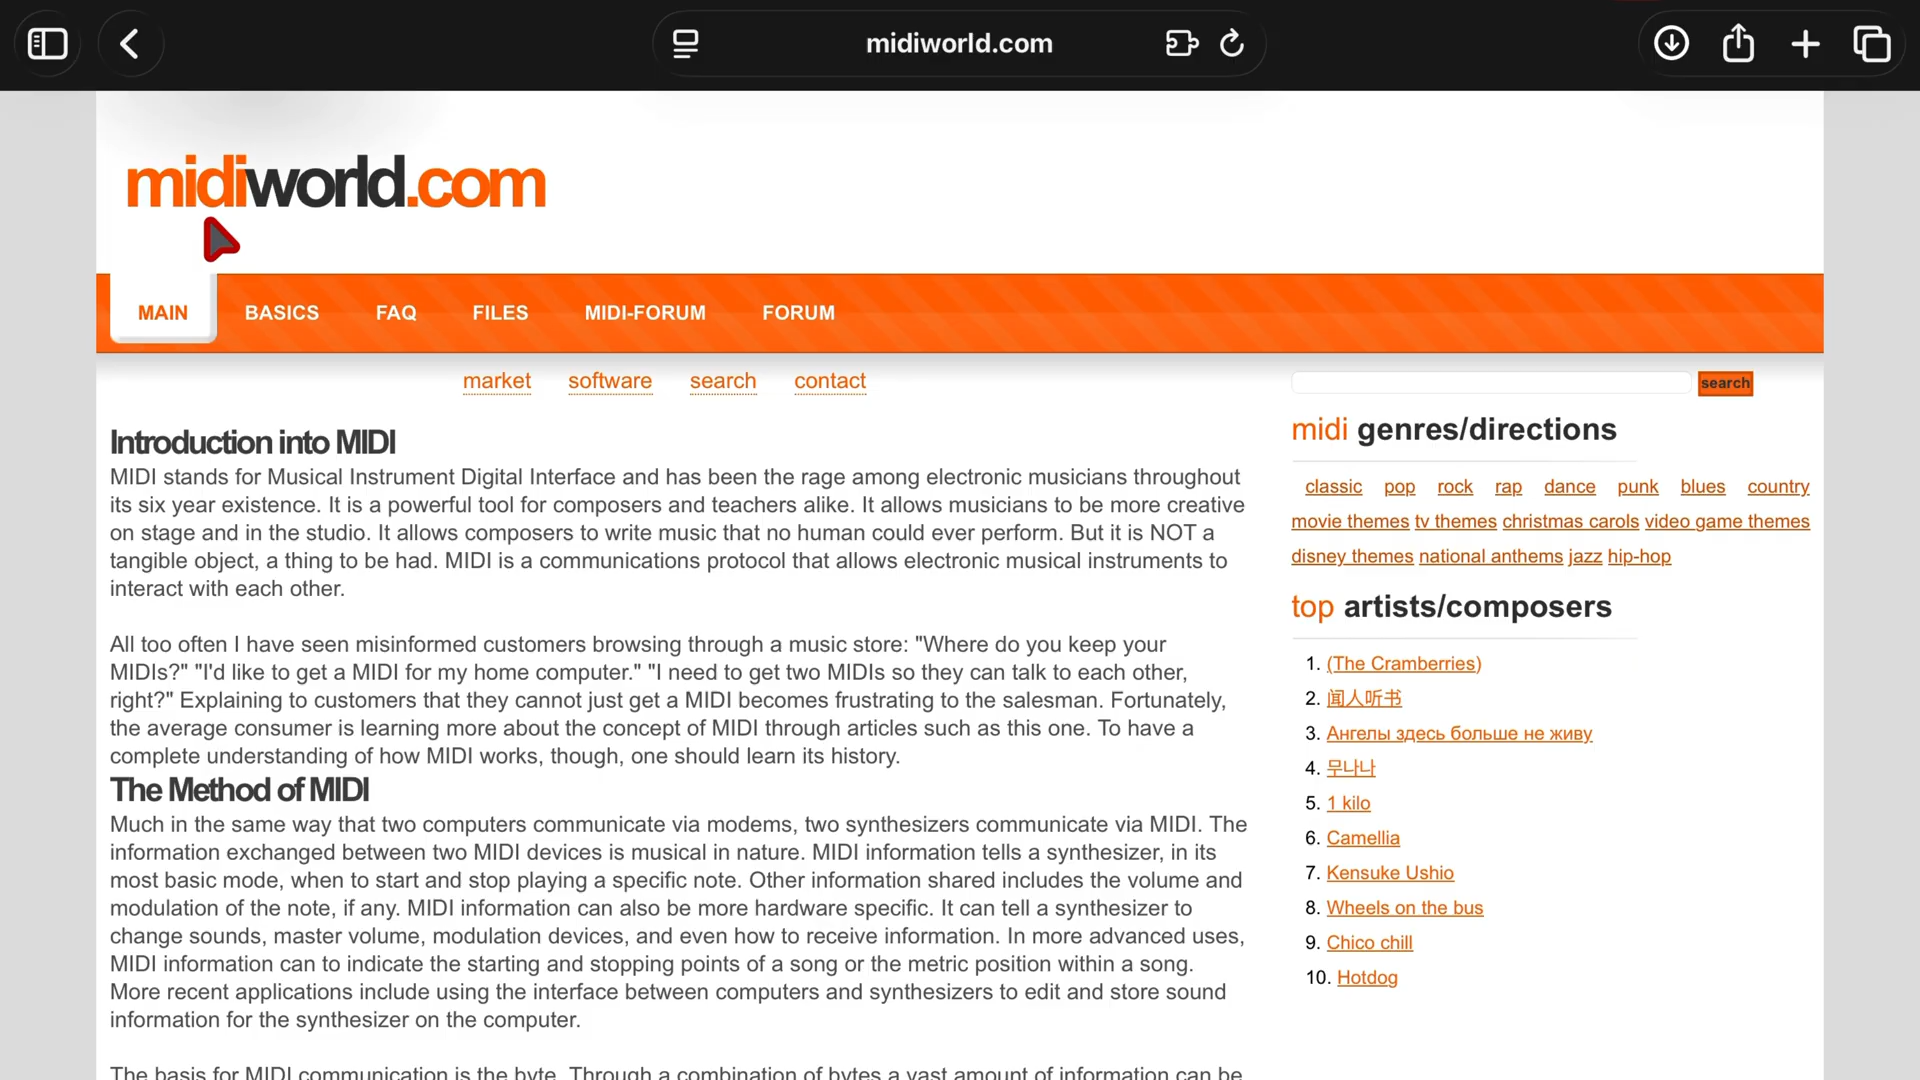 midiworld.com
midiworld.com
MAIN BASICS FAQ FILES MIDI-FORUM FORUM
market software search contact
Introduction into MIDI
MIDI stands for Musical Instrument Digital Interface and has been the rage among electronic musicians throughout
its six year existence. It is a powerful tool for composers and teachers alike. It allows musicians to be more creative
on stage and in the studio. It allows composers to write music that no human could ever perform. But it is NOT a
tangible object, a thing to be had. MIDI is a communications protocol that allows electronic musical instruments to
interact with each other.
All too often I have seen misinformed customers browsing through a music store: "Where do you keep your
MIDIs?" "I'd like to get a MIDI for my home computer." "I need to get two MIDIs so they can talk to each other,
right?" Explaining to customers that they cannot just get a MIDI becomes frustrating to the salesman. Fortunately,
the average consumer is learning more about the concept of MIDI through articles such as this one. To have a
complete understanding of how MIDI works, though, one should learn its history.
The Method of MIDI
Much in the same way that two computers communicate via modems, two synthesizers communicate via MIDI. The
information exchanged between two MIDI devices is musical in nature. MIDI information tells a synthesizer, in its
most basic mode, when to start and stop playing a specific note. Other information shared includes the volume and
modulation of the note, if any. MIDI information can also be more hardware specific. It can tell a synthesizer to
change sounds, master volume, modulation devices, and even how to receive information. In more advanced uses,
MIDI information can to indicate the starting and stopping points of a song or the metric position within a song.
More recent applications include using the interface between computers and synthesizers to edit and store sound
information for the synthesizer on the computer.
The basis for MIDI communication is the byte. Through a combination of bytes a vast amount of information can be
search
midi genres/directions
classic pop rock rap dance punk blues country
movie themes tv themes christmas carols video game themes
disney themes national anthems jazz hip-hop
top artists/composers
1. (The Cramberries)
2. 闻人听书
3. Ангелы здесь больше не живу
4. 무나나
5. 1 kilo
6. Camellia
7. Kensuke Ushio
8. Wheels on the bus
9. Chico chill
10. Hotdog